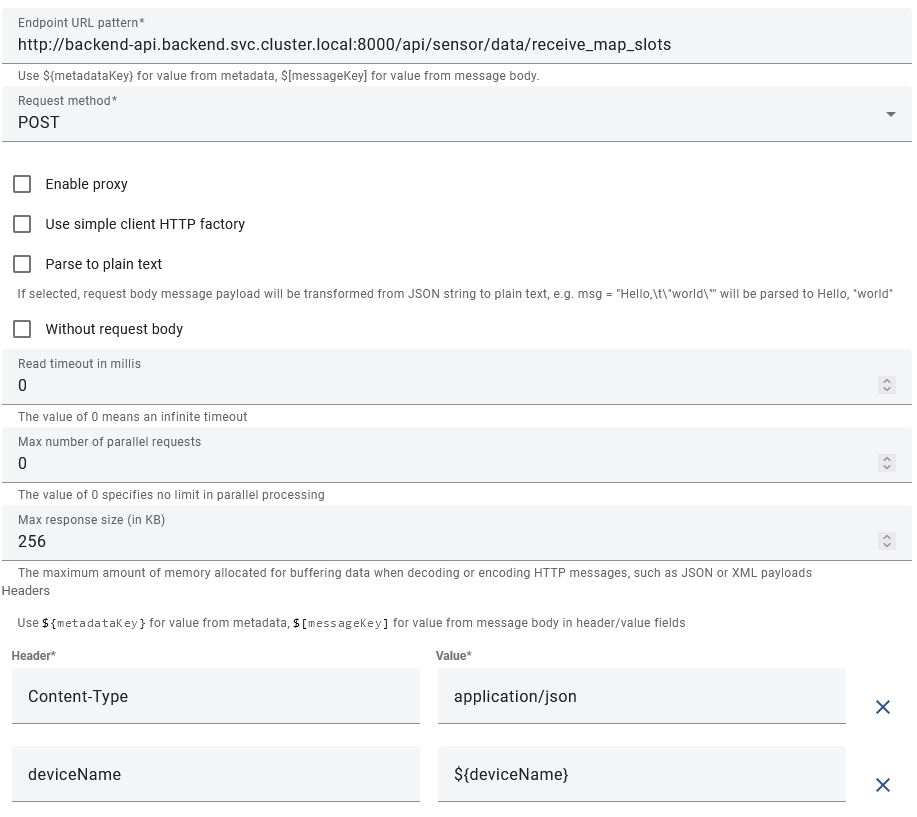 Endpoint URL pattern*
http://backend-api.backend.svc.cluster.local:8000/api/sensor/data/receive_map_slots
Use ${metadataKey} for value from metadata, $[messageKey] for value from message body.
Request method*
POST
Enable proxy
Use simple client HTTP factory
Parse to plain text
If selected, request body message payload will be transformed from JSON string to plain text, e.g. msg = "Hello,\t\"world\"" will be parsed to Hello, "world"
Without request body
Read timeout in millis
0
The value of 0 means an infinite timeout
Max number of parallel requests
0
The value of 0 specifies no limit in parallel processing
Max response size (in KB)
256
The maximum amount of memory allocated for buffering data when decoding or encoding HTTP messages, such as JSON or XML payloads
Headers
Use ${metadataKey} for value from metadata, $[messageKey] for value from message body in header/value fields
Header* Value*
Content-Type application/json
deviceName ${deviceName}